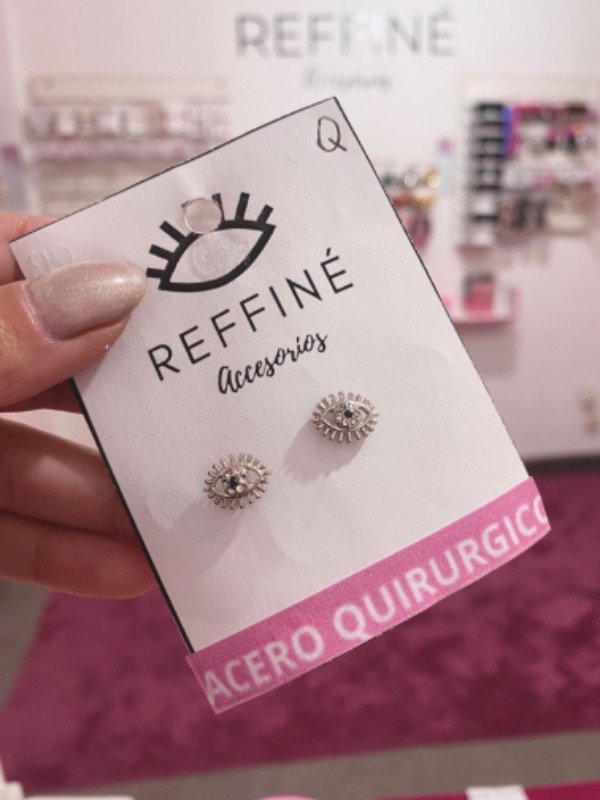 REFFINÉ
Accesorios
Q
REFFINÉ
Accesorios
ACERO QUIRURGICO